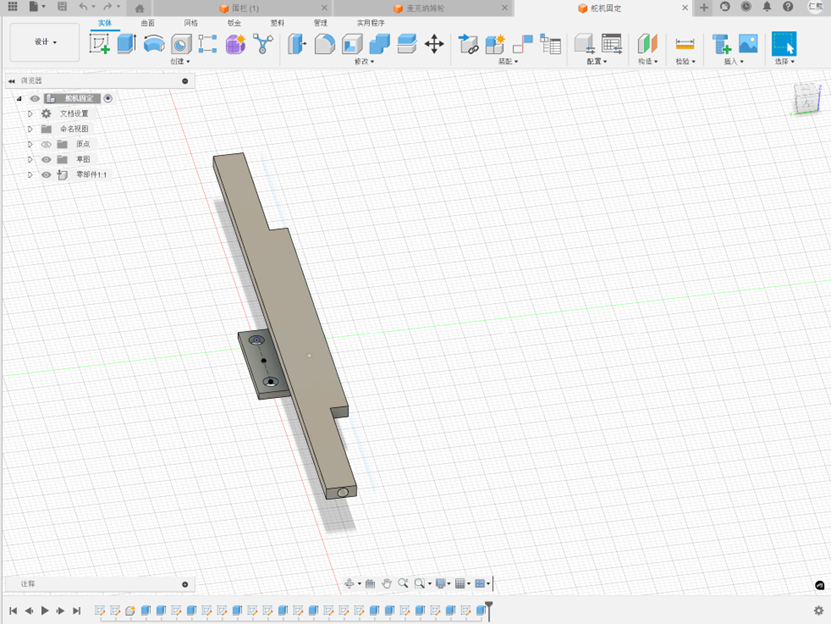 围栏 (1)
麦克纳姆轮
舵机固定
仁熙
实体 曲面 网格 钣金 塑料 管理 实用程序
设计
创建 修改 装配 配置 构造 检验 插入 选择
浏览器
舵机固定
文档设置
命名视图
原点
草图
零部件1:1
注释